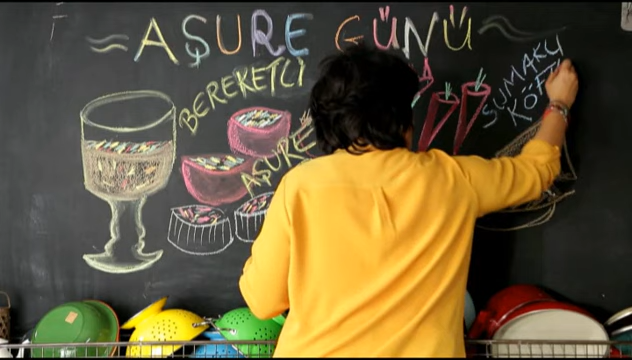 AŞURE GÜNÜ
BEREKETLİ
AŞURE
SUMAKLI
KÖFTE